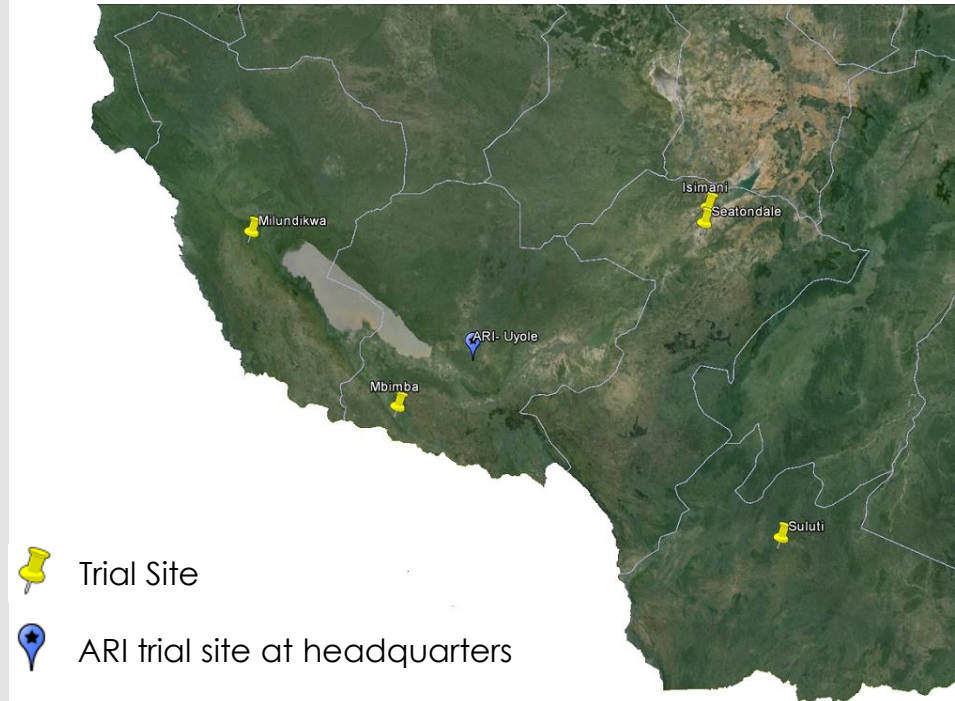 Isimani
Seatondale
Milundikwa
ARI- Uyole
Mbimba
Suluti
Trial Site
ARI trial site at headquarters